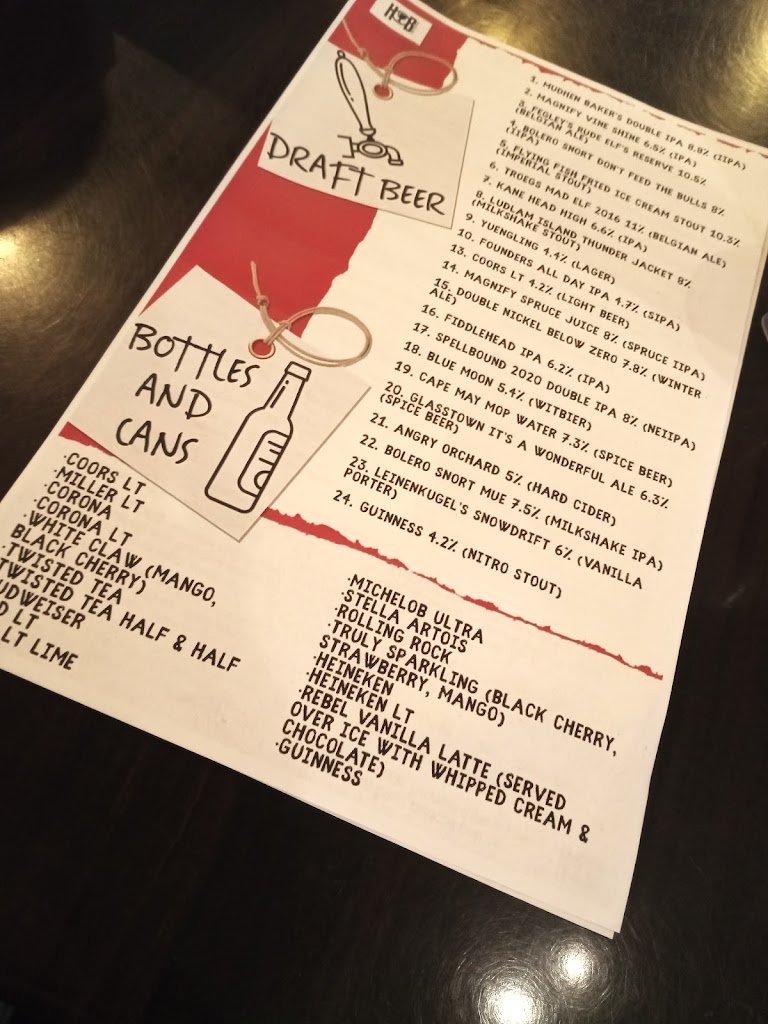 H B
DRAFT BEER
1. MUDHEN BAKER'S DOUBLE IPA 8.8% (IIPA)
2. MAGNIFY VINE SHINE 6.5% (IPA)
3. FEGLEY'S RUDE ELF'S RESERVE 10.5%
(BELGIAN ALE)
4. BOLERO SNORT DON'T FEED THE BULLS 8%
(IIPA)
5. FLYING FISH FRIED ICE CREAM STOUT 10.3%
(IMPERIAL STOUT)
6. TROEGS MAD ELF 2016 11% (BELGIAN ALE)
7. KANE HEAD HIGH 6.6% (IPA)
8. LUDLAM ISLAND THUNDER JACKET 8%
(MILKSHAKE STOUT)
9. YUENGLING 4.4% (LAGER)
10. FOUNDERS ALL DAY IPA 4.7% (SIPA)
13. COORS LT 4.2% (LIGHT BEER)
14. MAGNIFY SPRUCE JUICE 8% (SPRUCE IIPA)
15. DOUBLE NICKEL BELOW ZERO 7.8% (WINTER
ALE)
16. FIDDLEHEAD IPA 6.2% (IPA)
17. SPELLBOUND 2020 DOUBLE IPA 8% (NEIIPA)
18. BLUE MOON 5.4% (WITBIER)
19. CAPE MAY MOP WATER 7.3% (SPICE BEER)
20. GLASSTOWN IT'S A WONDERFUL ALE 6.3%
(SPICE BEER)
21. ANGRY ORCHARD 5% (HARD CIDER)
22. BOLERO SNORT MUE 7.5% (MILKSHAKE IPA)
23. LEINENKUGEL'S SNOWDRIFT 6% (VANILLA
PORTER)
24. GUINNESS 4.2% (NITRO STOUT)
BOTTLES
AND
CANS
·COORS LT
·MILLER LT
·CORONA
·CORONA LT
·WHITE CLAW (MANGO,
BLACK CHERRY)
·TWISTED TEA
·TWISTED TEA HALF & HALF
UDWEISER
D LT
LT LIME
·MICHELOB ULTRA
·STELLA ARTOIS
·ROLLING ROCK
·TRULY SPARKLING (BLACK CHERRY,
STRAWBERRY, MANGO)
·HEINEKEN
·HEINEKEN LT
·REBEL VANILLA LATTE (SERVED
OVER ICE WITH WHIPPED CREAM &
CHOCOLATE)
·GUINNESS